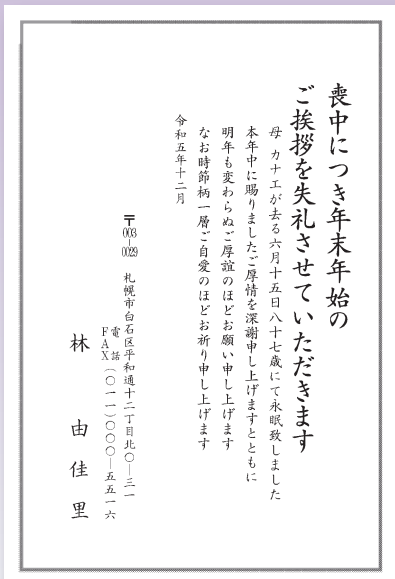 喪中につき年末年始の
ご挨拶を失礼させていただきます
母 カナエが去る六月十五日八十七歳にて永眠致しました
本年中に賜りましたご厚情を深謝申し上げますとともに
明年も変わらぬご厚誼のほどお願い申し上げます
なお時節柄一層ご自愛のほどお祈り申し上げます
令和五年十二月
〒003-0029 札幌市白石区平和通十二丁目北〇―三一
電話
FAX（〇一一）〇〇〇―五五一六
林 由佳里